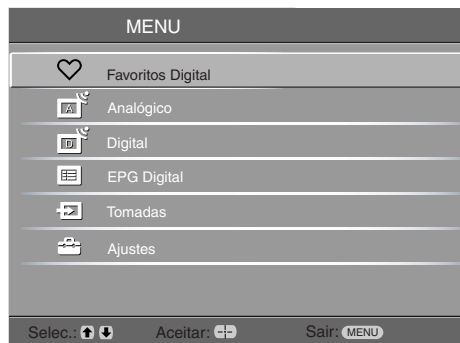 MENU
Favoritos Digital
A Analógico
D Digital
EPG Digital
Tomadas
Ajustes
Selec.: Aceitar: Sair: MENU